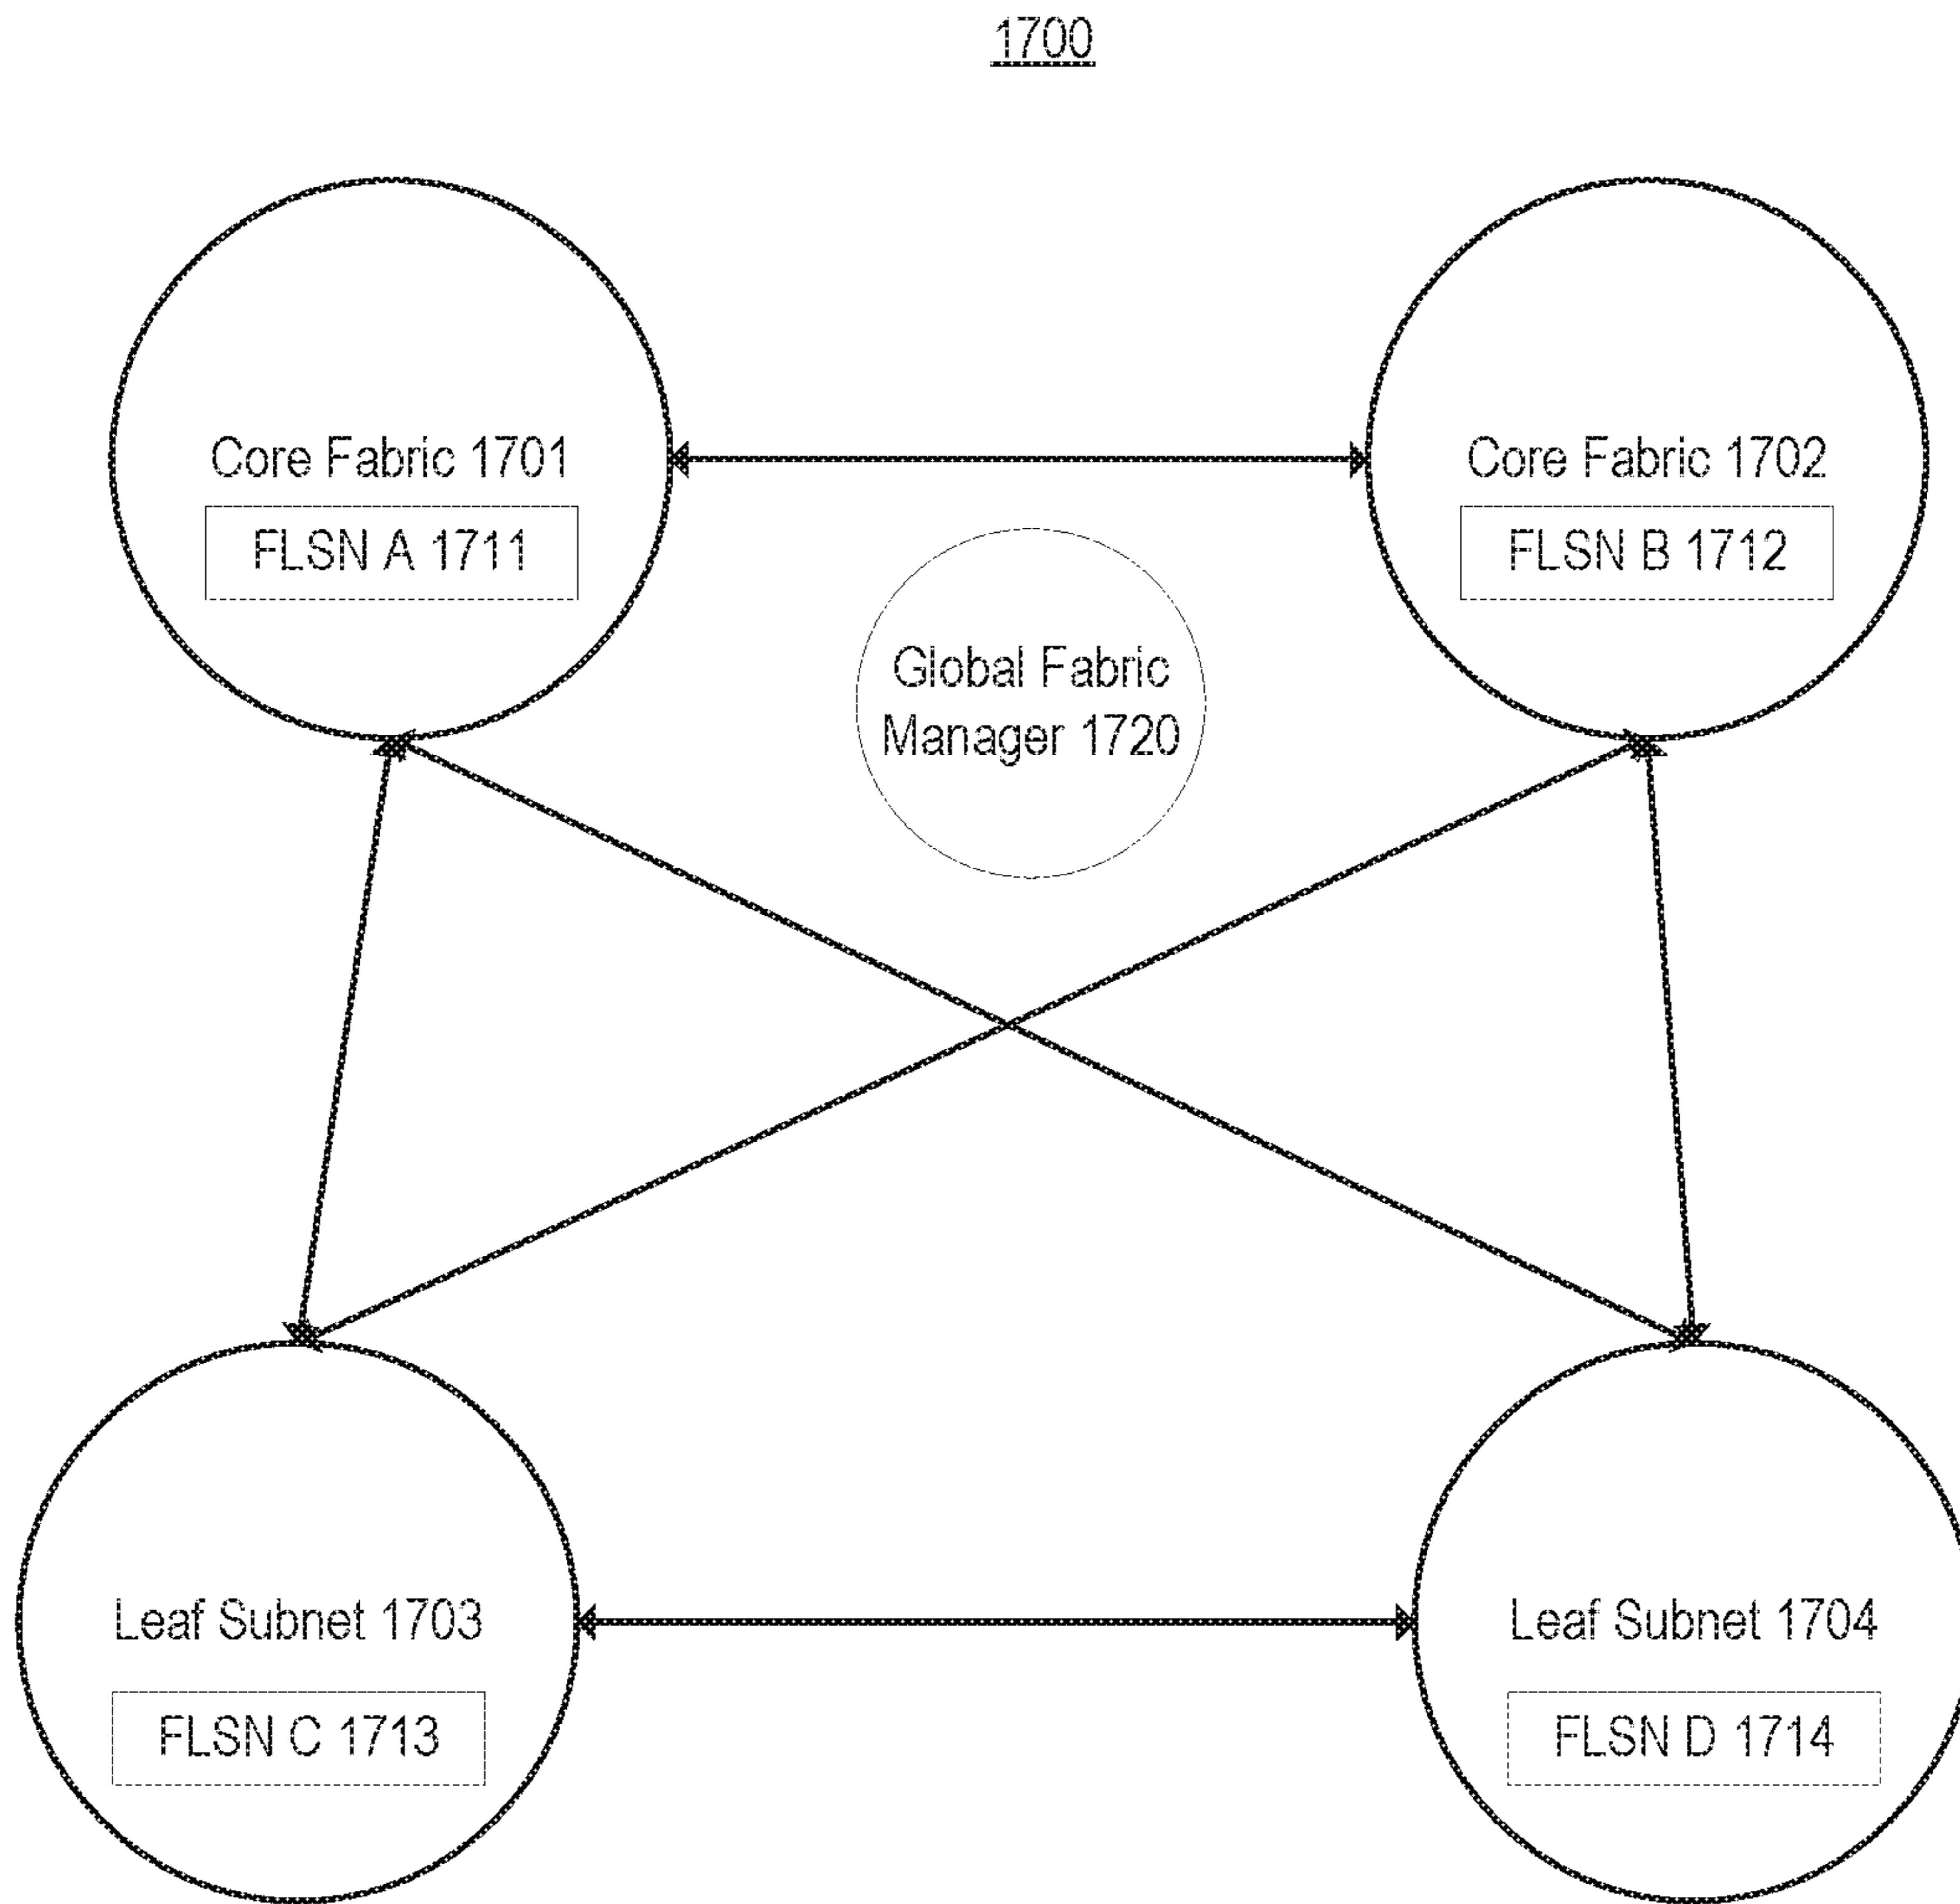 1700
Core Fabric 1701
FLSN A 1711
Core Fabric 1702
FLSN B 1712
Global Fabric
Manager 1720
Leaf Subnet 1703
FLSN C 1713
Leaf Subnet 1704
FLSN D 1714